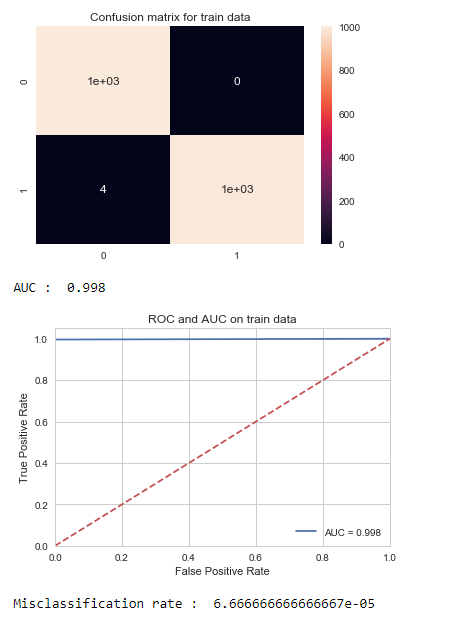 Confusion matrix for train data
1000
0
1e+03
0
800
600
400
1
4
1e+03
200
0
0
1
AUC :  0.998
ROC and AUC on train data
1.0
0.8
0.6
0.4
0.2
0.0
True Positive Rate
AUC = 0.998
0.0
0.2
0.4
0.6
0.8
1.0
False Positive Rate
Misclassification rate :  6.666666666666667e-05